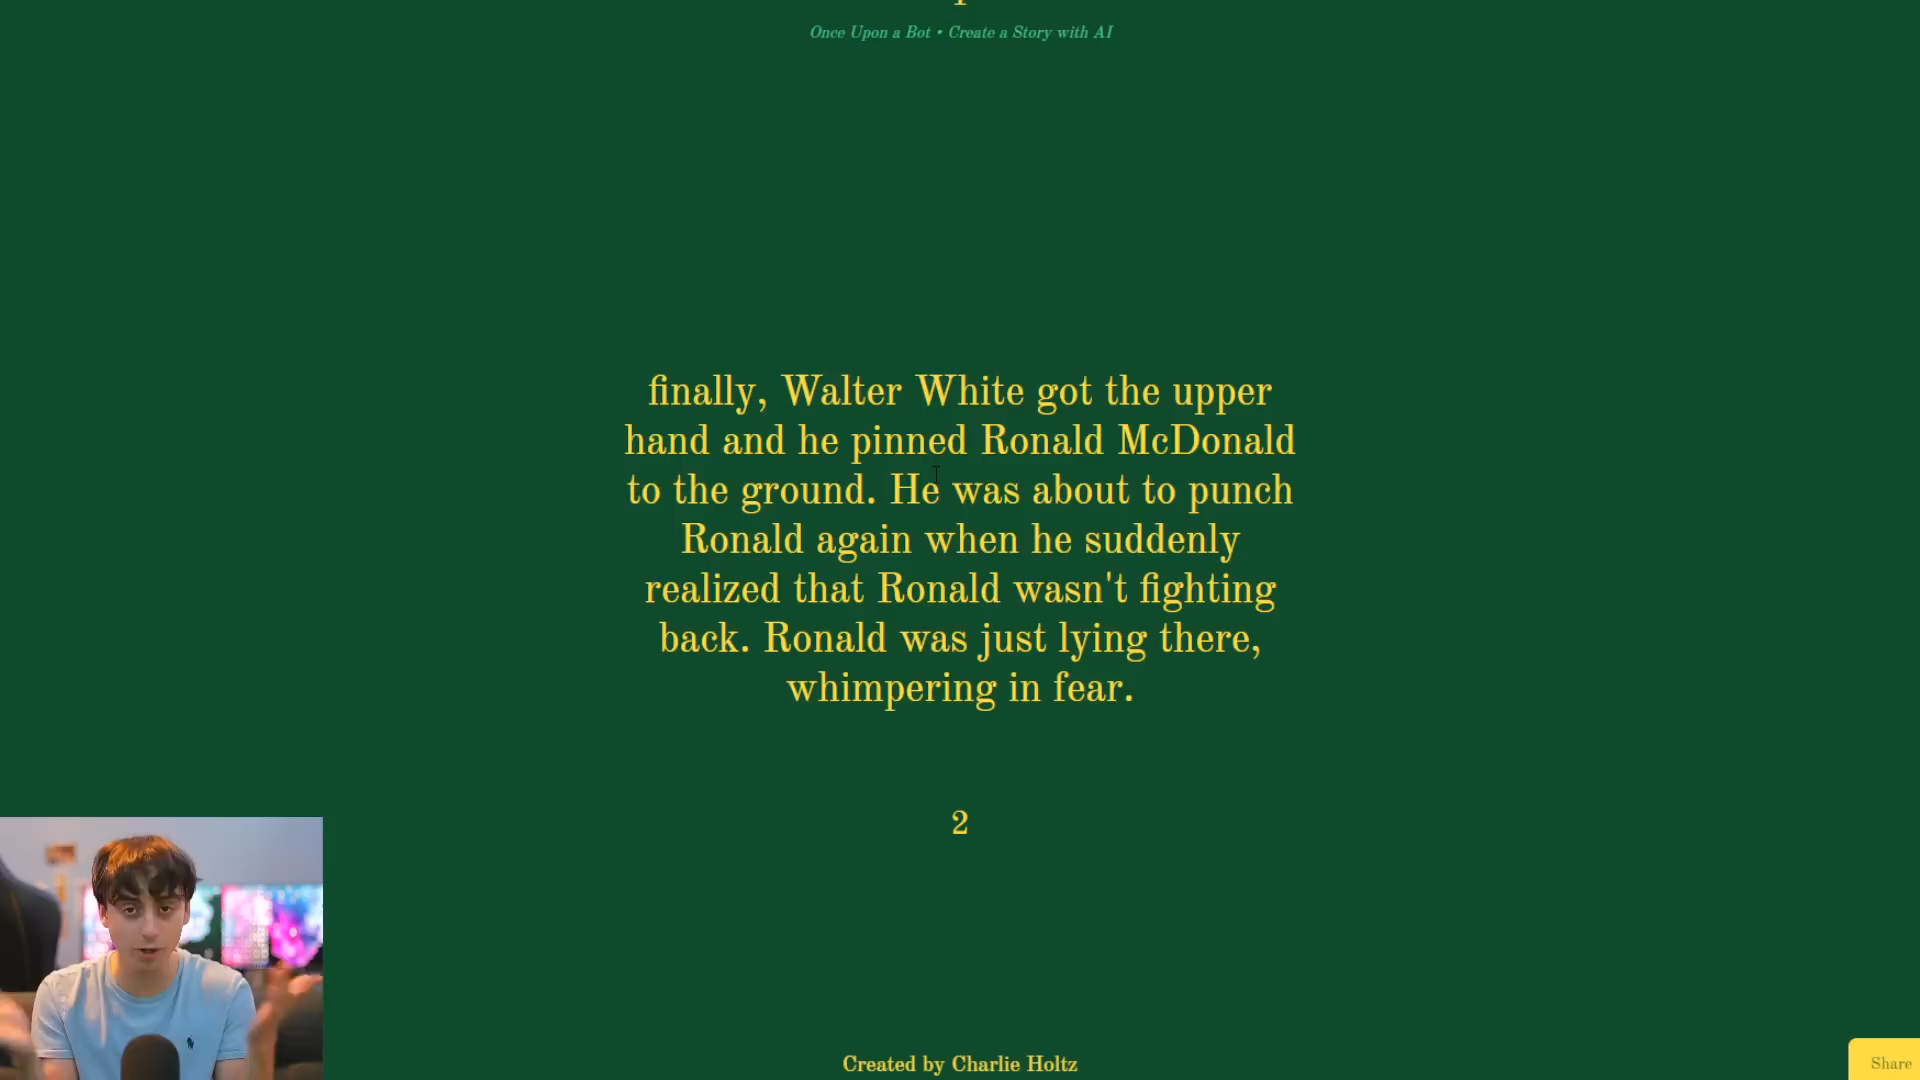 Once Upon a Bot • Create a Story with AI
finally, Walter White got the upper
hand and he pinned Ronald McDonald
to the ground. He was about to punch
Ronald again when he suddenly
realized that Ronald wasn't fighting
back. Ronald was just lying there,
whimpering in fear.
2
Created by Charlie Holtz
Share